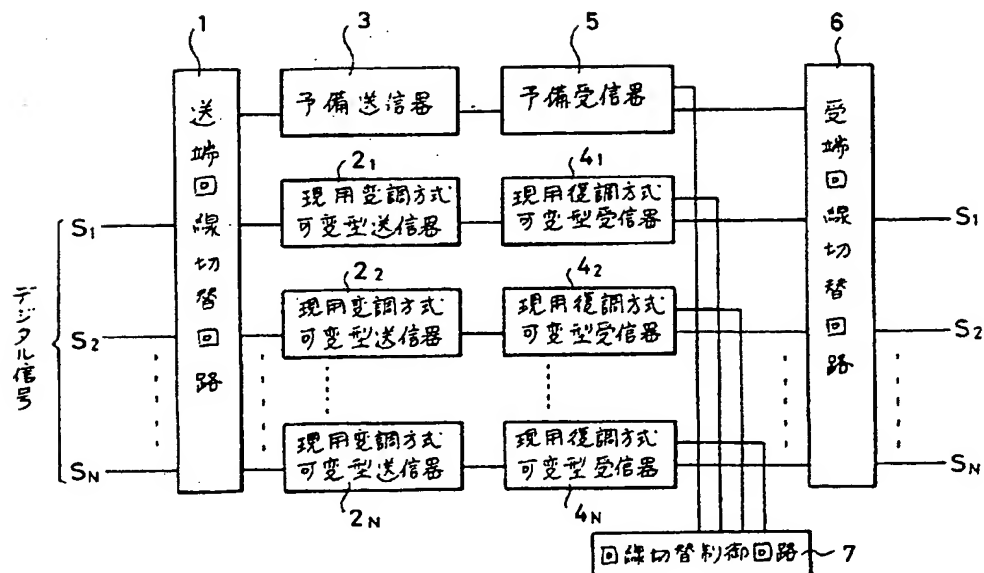 1
3
5
6
送端回線切替回路
予備送信器
予備受信器
受端回線切替回路
2₁
4₁
現用変調方式
可変型送信器
現用復調方式
可変型受信器
S₁
S₁
2₂
4₂
現用変調方式
可変型送信器
現用復調方式
可変型受信器
デジタル信号
S₂
S₂
現用変調方式
可変型送信器
現用復調方式
可変型受信器
S_N
S_N
2_N
4_N
回線切替制御回路
7